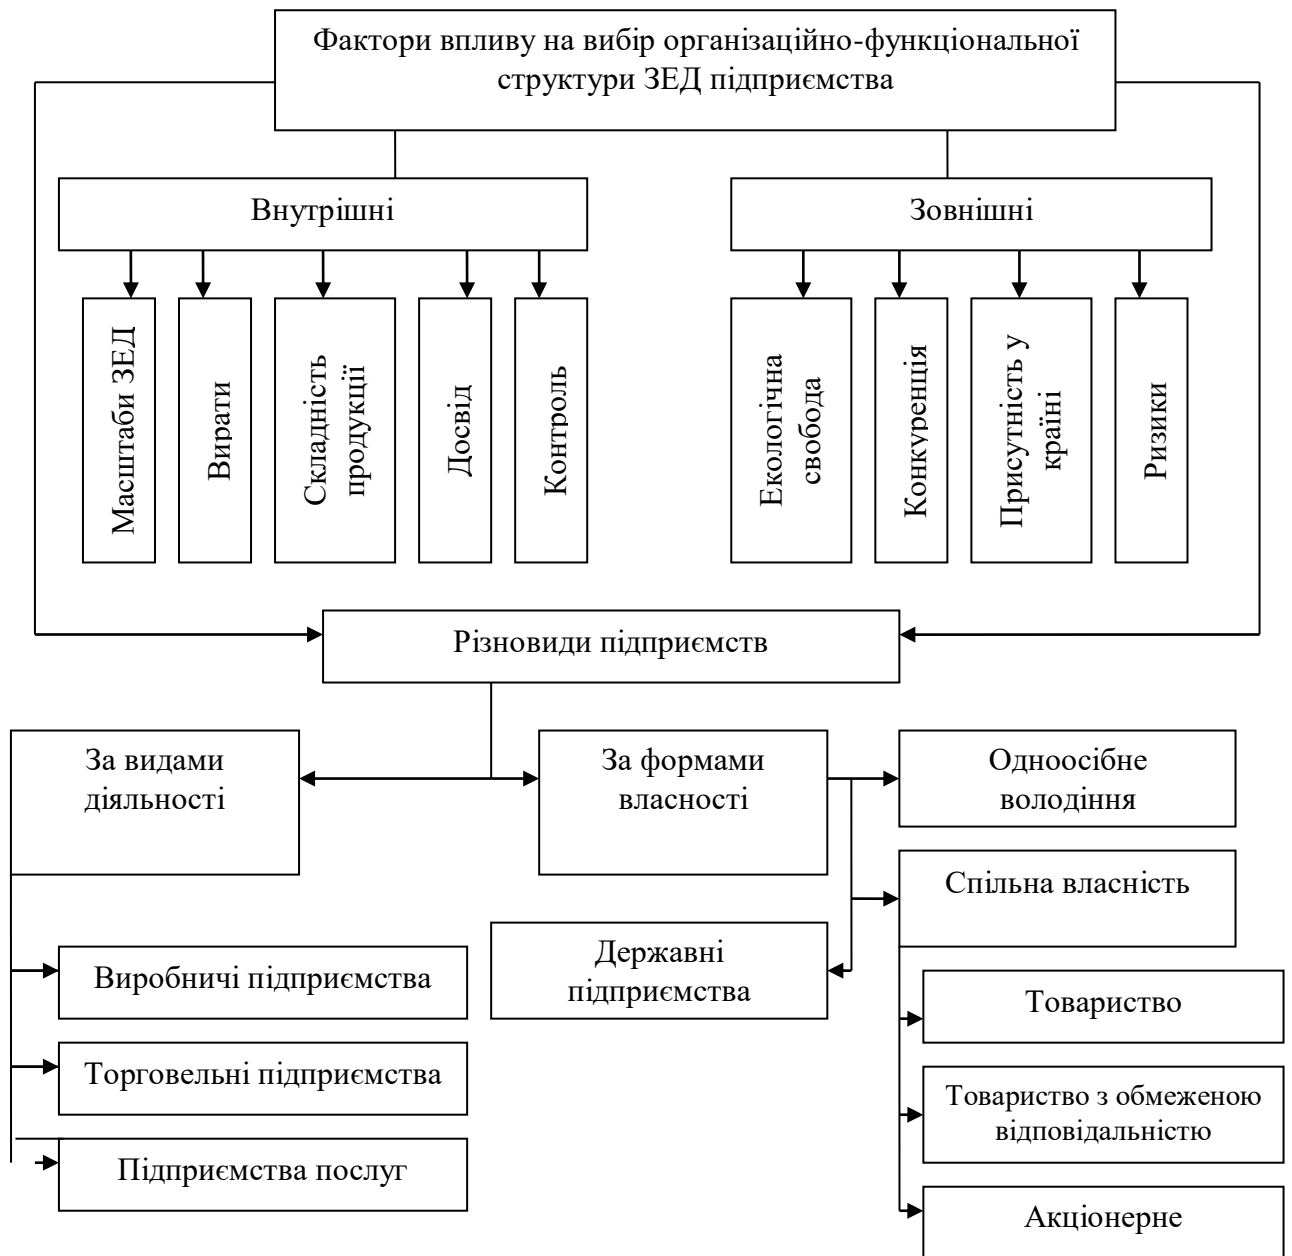 Фактори впливу на вибір організаційно-функціональної
структури ЗЕД підприємства
Внутрішні
Зовнішні
Масштаби ЗЕД
Вирати
Складність
продукції
Досвід
Контроль
Екологічна
свобода
Конкуренція
Присутність у
країні
Ризики
Різновиди підприємств
За видами
діяльності
За формами
власності
Одноосібне
володіння
Спільна власність
Державні
підприємства
Виробничі підприємства
Товариство
Торговельні підприємства
Товариство з обмеженою
відповідальністю
Підприємства послуг
Акціонерне